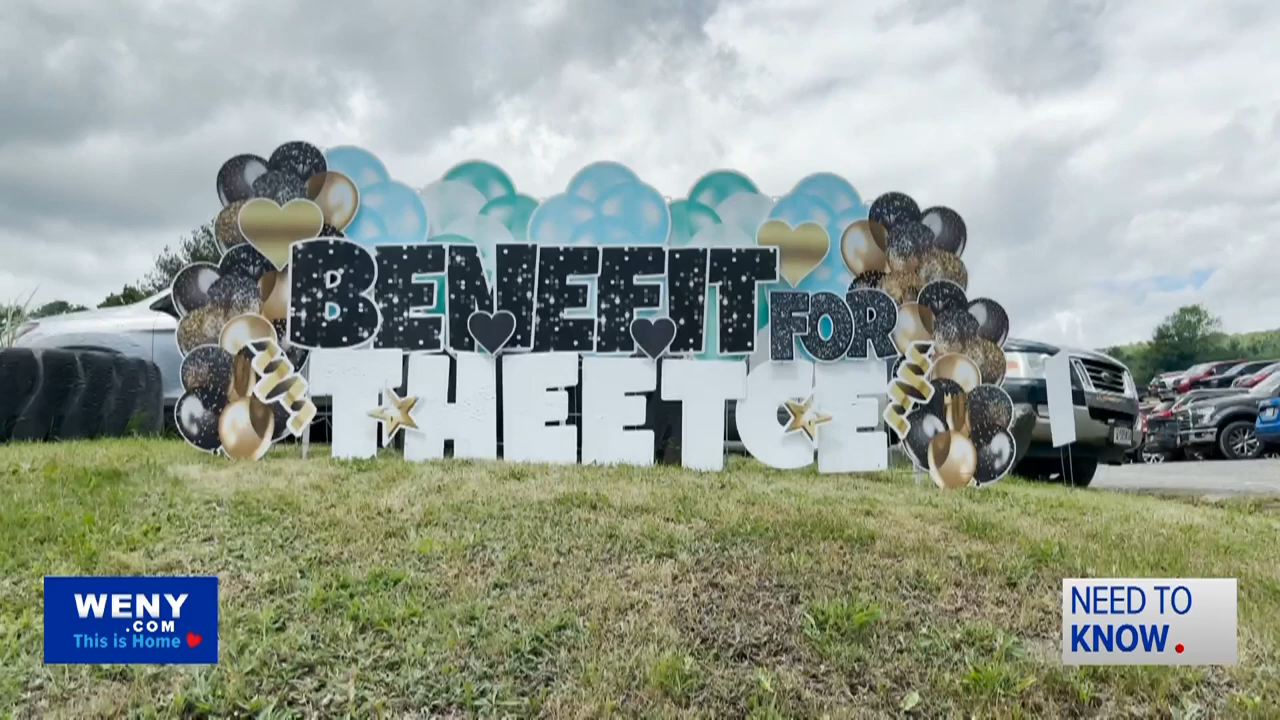 BENEFIT
FOR
THEETCE
WENY
.COM
This is Home
NEED TO
KNOW.